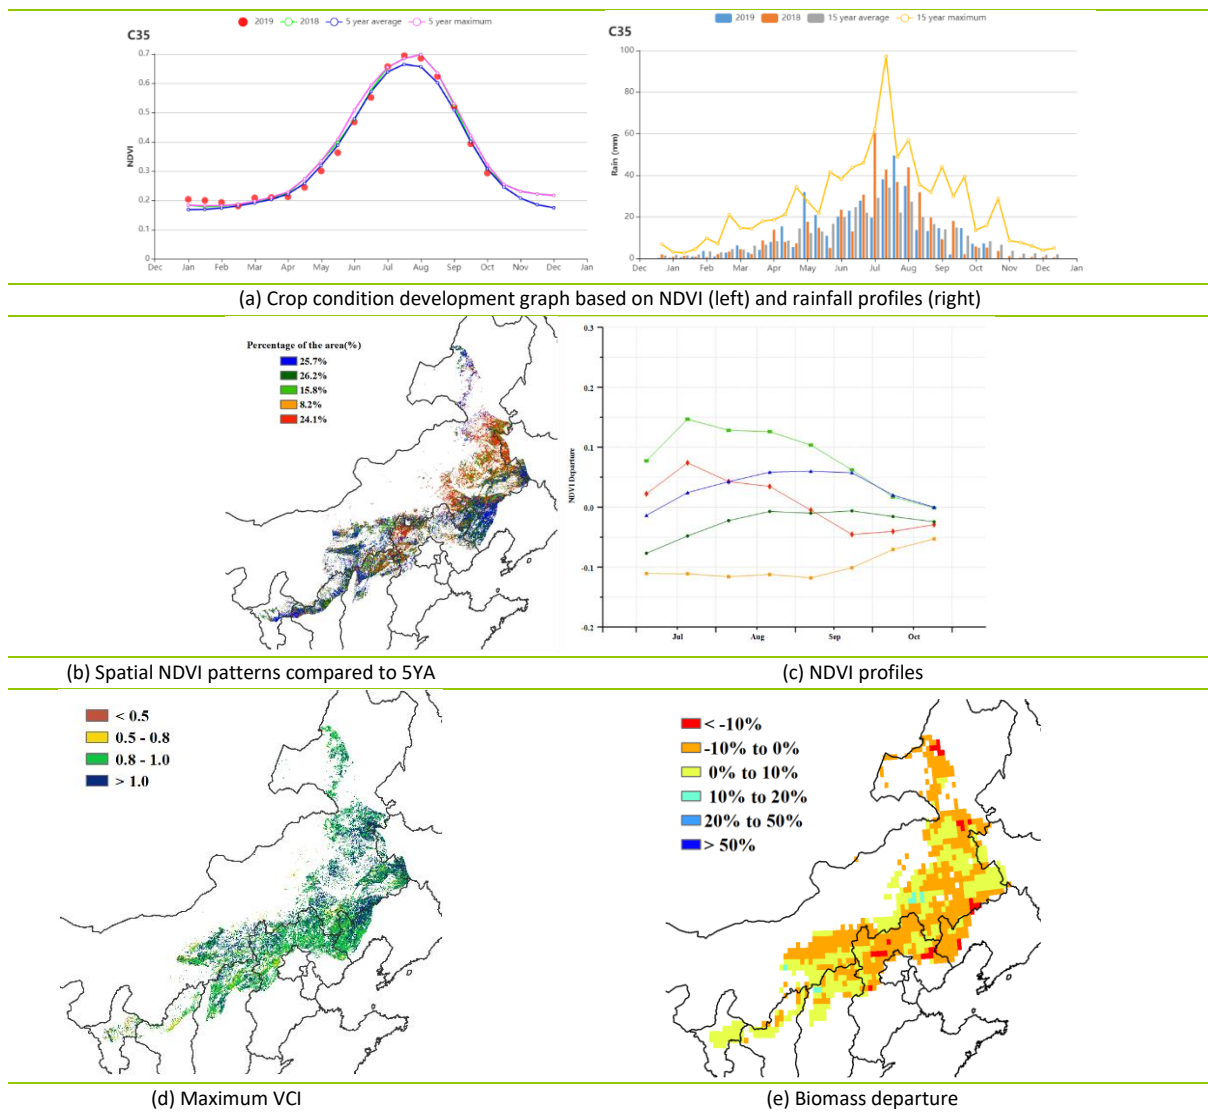 2019 2018 5 year average 5 year maximum
C35
0.7
0.6
0.5
0.4
0.3
0.2
0.1
0
NDVI
Dec Jan Feb Mar Apr May Jun Jul Aug Sep Oct Nov Dec Jan
2019 2018 15 year average 15 year maximum
C35
100
80
60
40
20
0
Rain (mm)
Dec Jan Feb Mar Apr May Jun Jul Aug Sep Oct Nov Dec Jan
(a) Crop condition development graph based on NDVI (left) and rainfall profiles (right)
Percentage of the area(%)
25.7%
26.2%
15.8%
8.2%
24.1%
0.3
0.2
0.1
0.0
-0.1
-0.2
NDVI Departure
Jul Aug Sep Oct
(b) Spatial NDVI patterns compared to 5YA
(c) NDVI profiles
< 0.5
0.5 - 0.8
0.8 - 1.0
> 1.0
< -10%
-10% to 0%
0% to 10%
10% to 20%
20% to 50%
> 50%
(d) Maximum VCI
(e) Biomass departure